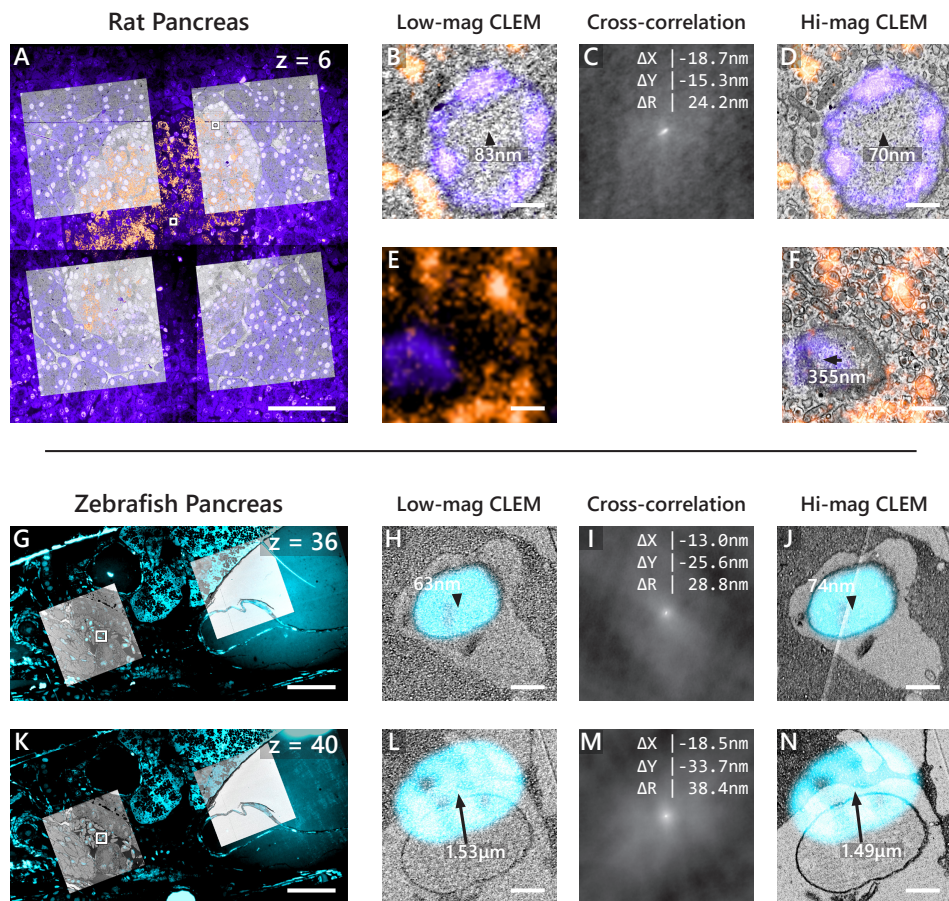 Rat Pancreas
Low-mag CLEM
Cross-correlation
Hi-mag CLEM
A
z = 6
B
83nm
C
ΔX |-18.7nm
ΔY |-15.3nm
ΔR | 24.2nm
D
70nm
E
F
355nm
Zebrafish Pancreas
Low-mag CLEM
Cross-correlation
Hi-mag CLEM
G
z = 36
H
63nm
I
ΔX |-13.0nm
ΔY |-25.6nm
ΔR | 28.8nm
J
74nm
K
z = 40
L
1.53µm
M
ΔX |-18.5nm
ΔY |-33.7nm
ΔR | 38.4nm
N
1.49µm